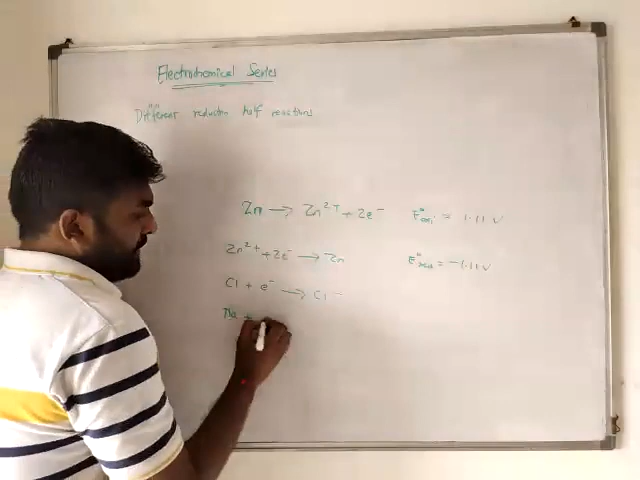 Electrochemical Series
Different reduction half reactions
Zn → Zn²⁺ + 2e⁻ E°oxi = 1.11 V
Zn²⁺ + 2e⁻ → Zn E°red = -1.11 V
Cl + e⁻ → Cl⁻
Na +